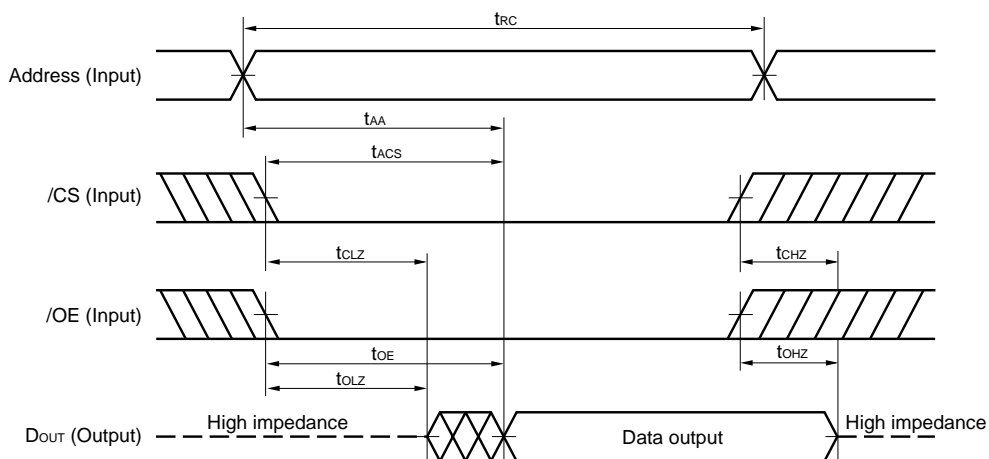 tRC
Address (Input)
tAA
tACS
/CS (Input)
tCLZ
tCHZ
/OE (Input)
tOE
tOHZ
tOLZ
High impedance
DOUT (Output)
Data output
High impedance